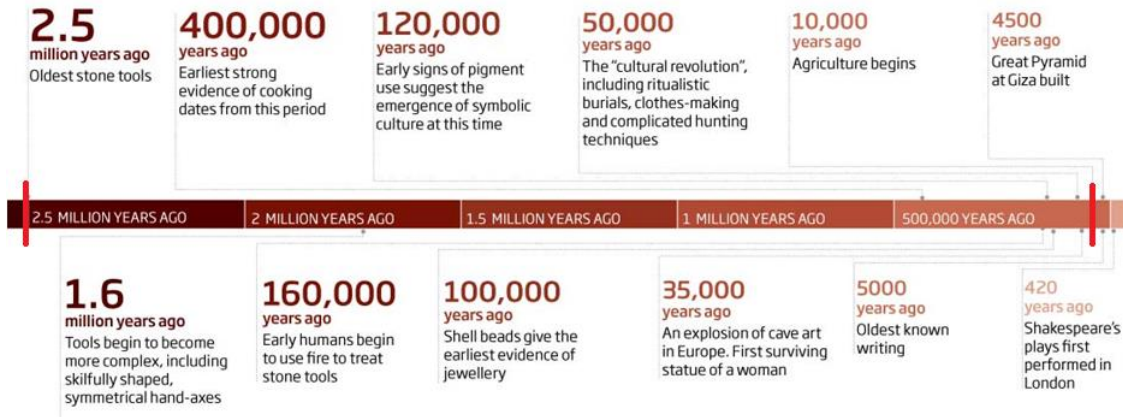 2.5
million years ago
Oldest stone tools
400,000
years ago
Earliest strong
evidence of cooking
dates from this period
120,000
years ago
Early signs of pigment
use suggest the
emergence of symbolic
culture at this time
50,000
years ago
The "cultural revolution",
including ritualistic
burials, clothes-making
and complicated hunting
techniques
10,000
years ago
Agriculture begins
4500
years ago
Great Pyramid
at Giza built
2.5 MILLION YEARS AGO
2 MILLION YEARS AGO
1.5 MILLION YEARS AGO
1 MILLION YEARS AGO
500,000 YEARS AGO
1.6
million years ago
Tools begin to become
more complex, including
skilfully shaped,
symmetrical hand-axes
160,000
years ago
Early humans begin
to use fire to treat
stone tools
100,000
years ago
Shell beads give the
earliest evidence of
jewellery
35,000
years ago
An explosion of cave art
in Europe. First surviving
statue of a woman
5000
years ago
Oldest known
writing
420
years ago
Shakespeare's
plays first
performed in
London